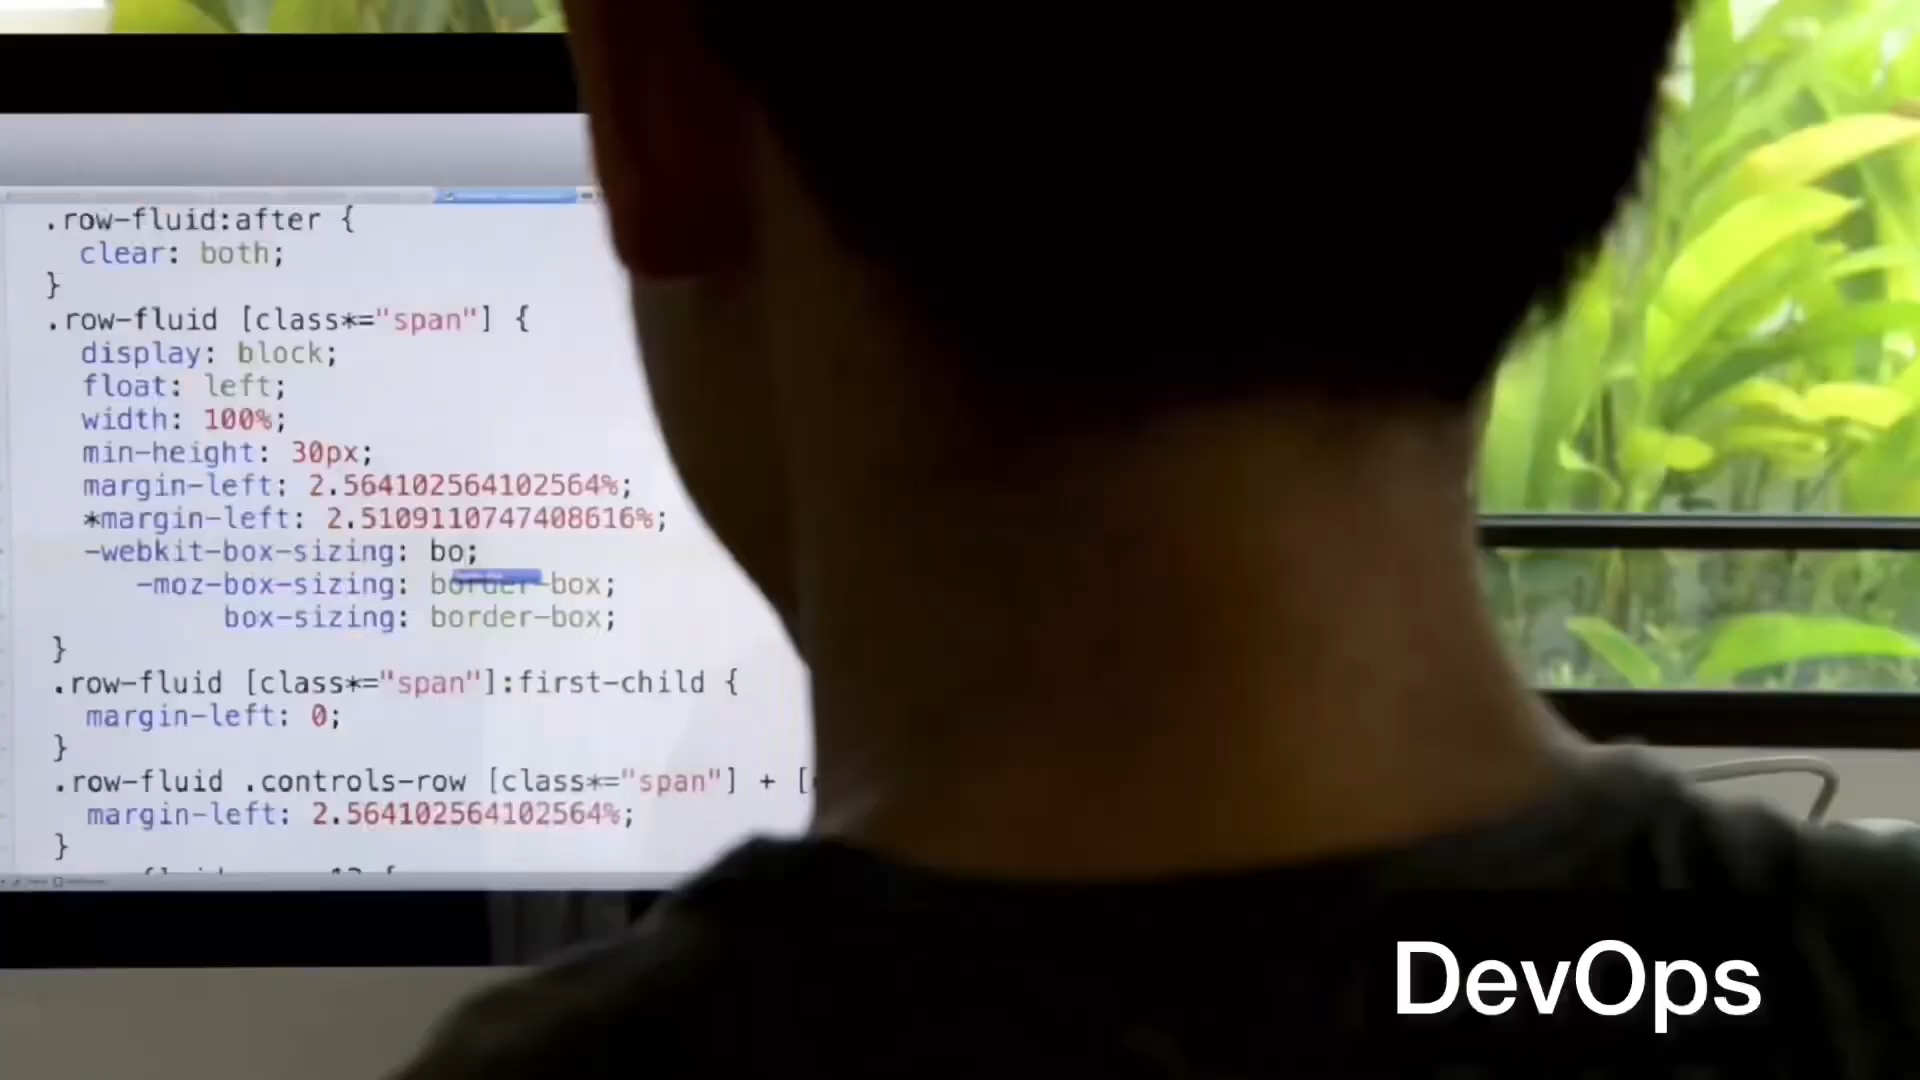 .row-fluid:after {
clear: both;
}
.row-fluid [class*="span"] {
display: block;
float: left;
width: 100%;
min-height: 30px;
margin-left: 2.564102564102564%;
*margin-left: 2.5109110747408616%;
-webkit-box-sizing: bo;
-moz-box-sizing: border-box;
box-sizing: border-box;
}
.row-fluid [class*="span"]:first-child {
margin-left: 0;
}
.row-fluid .controls-row [class*="span"] + [
margin-left: 2.564102564102564%;
}
DevOps